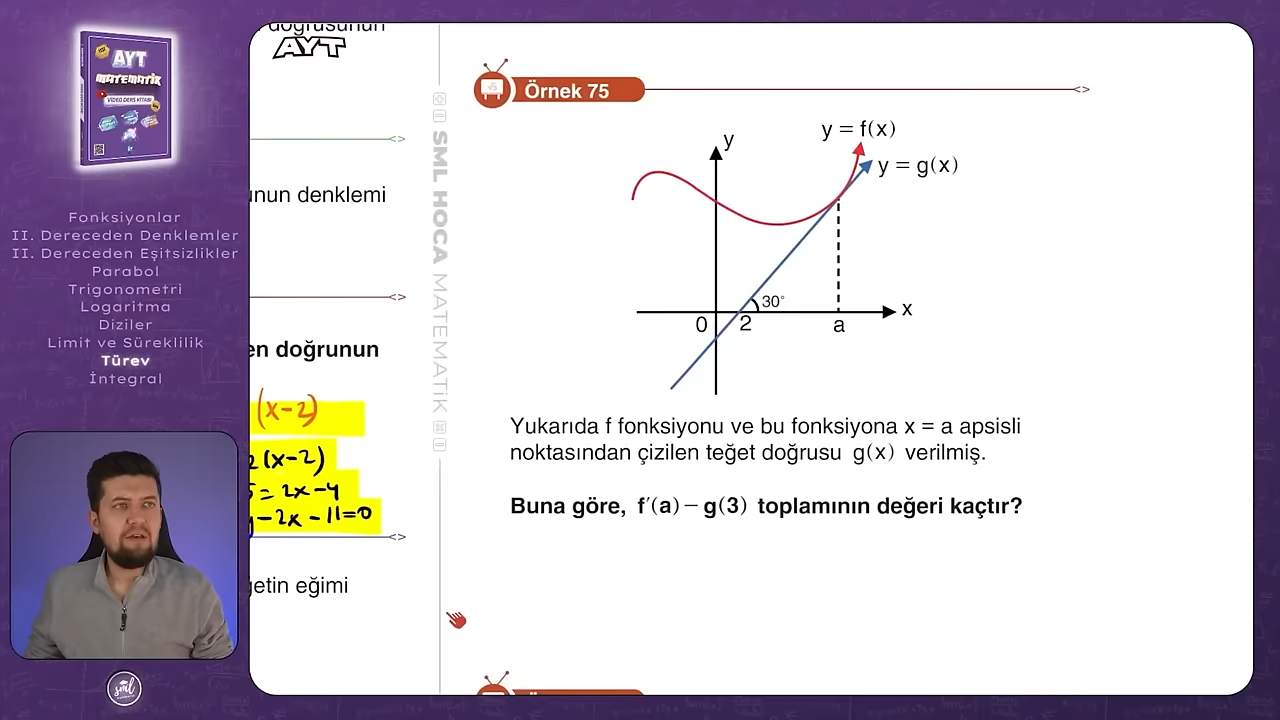 AYT
MATEMATİK
VİDEO DERS KİTABI
Fonksiyonlar
II. Dereceden Denklemler
II. Dereceden Eşitsizlikler
Parabol
Trigonometri
Logaritma
Diziler
Limit ve Süreklilik
Türev
İntegral
sml
doğrusunun
AYT
unun denklemi
en doğrunun
(x-2)
2(x-2)
5=2x-4
y-2x-11=0
getin eğimi
SML HOCA MATEMATİK
Örnek 75
y = f(x)
y
y = g(x)
30°
x
0
2
a
Yukarıda f fonksiyonu ve bu fonksiyona x = a apsisli
noktasından çizilen teğet doğrusu g(x) verilmiş.
Buna göre, f′(a) − g(3) toplamının değeri kaçtır?